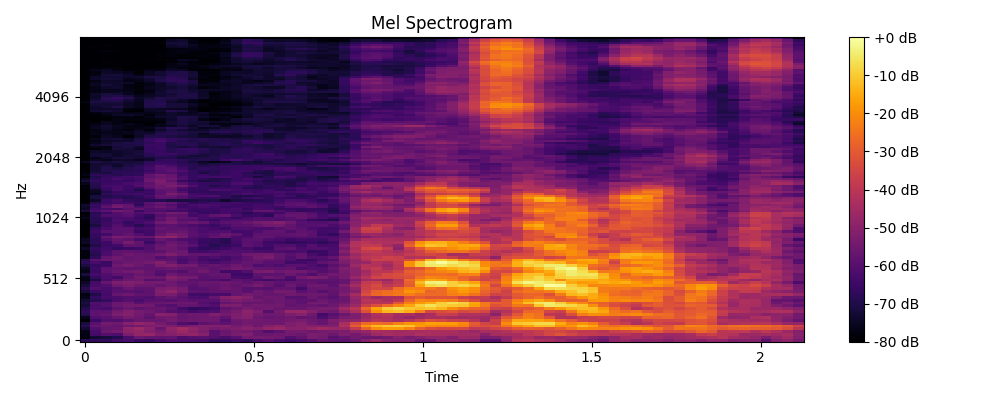 Mel Spectrogram
+0 dB
-10 dB
-20 dB
-30 dB
-40 dB
-50 dB
-60 dB
-70 dB
-80 dB
4096
2048
1024
512
0
Hz
0
0.5
1
1.5
2
Time